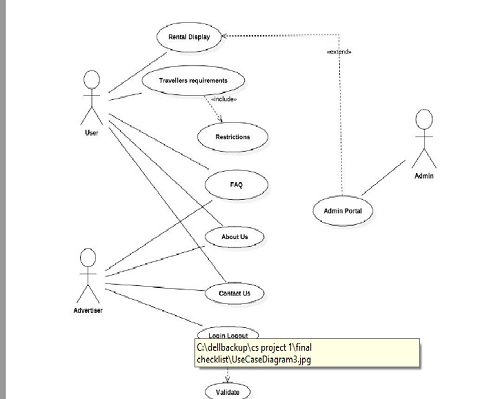 Rental Display
«extend»
Travellers requirements
«include»
User
Restrictions
Admin
FAQ
Admin Portal
About Us
Contact Us
Advertiser
Login Logout
C:\dellbackup\cs project 1\final
checklist\UseCaseDiagram3.jpg
Validate